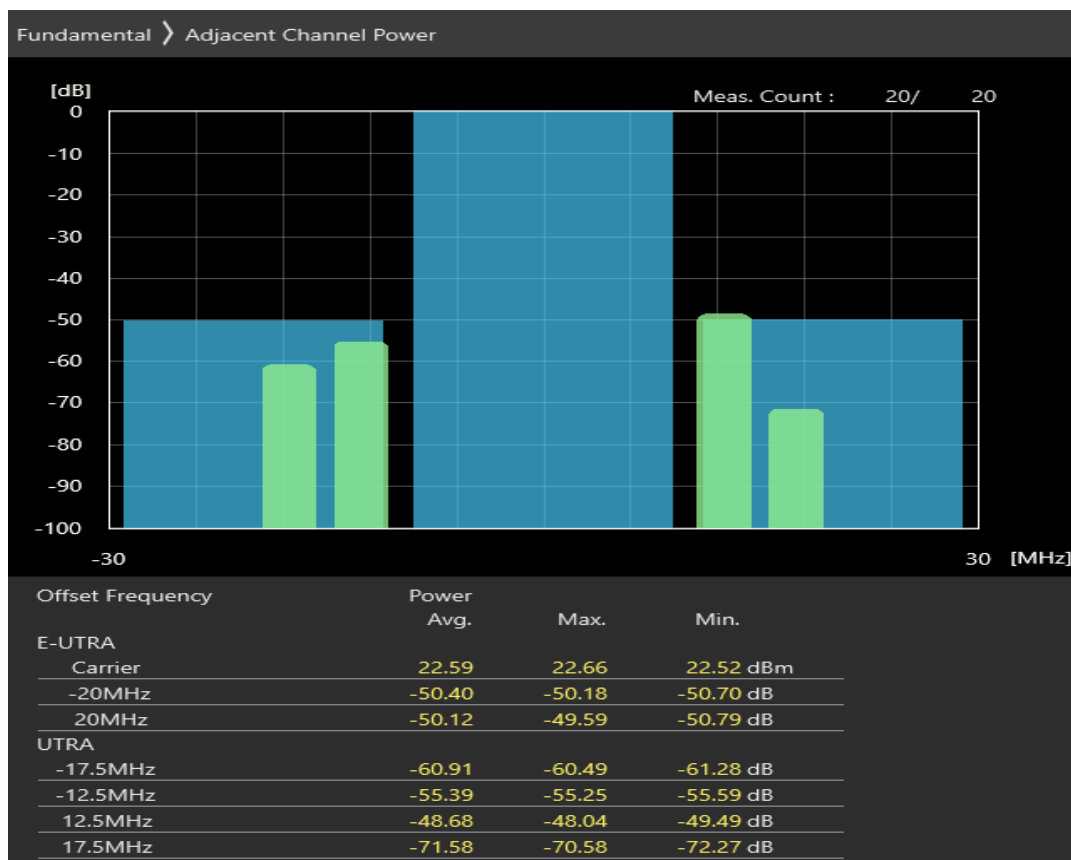 Fundamental 〉 Adjacent Channel Power
[dB]
Meas. Count : 20/ 20
0
-10
-20
-30
-40
-50
-60
-70
-80
-90
-100
-30 30 [MHz]
Offset Frequency Power
Avg. Max. Min.
E-UTRA
Carrier 22.59 22.66 22.52 dBm
-20MHz -50.40 -50.18 -50.70 dB
20MHz -50.12 -49.59 -50.79 dB
UTRA
-17.5MHz -60.91 -60.49 -61.28 dB
-12.5MHz -55.39 -55.25 -55.59 dB
12.5MHz -48.68 -48.04 -49.49 dB
17.5MHz -71.58 -70.58 -72.27 dB